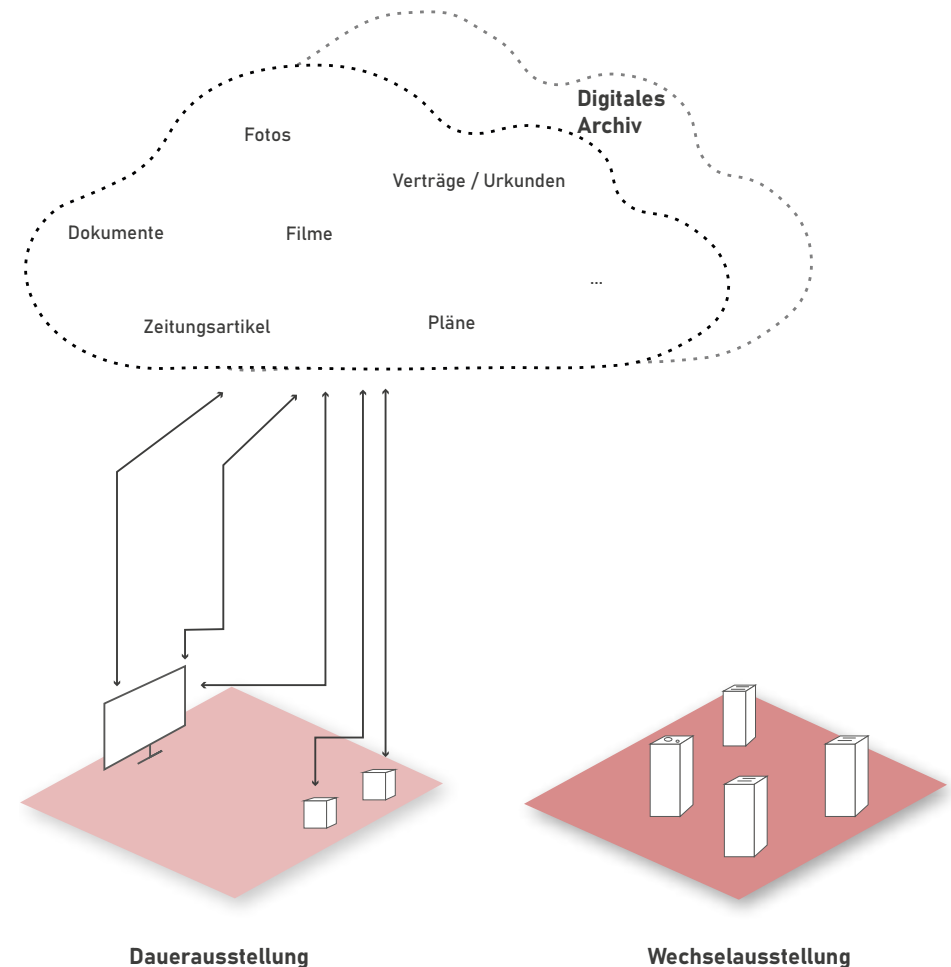 Digitales
Archiv
Fotos
Verträge / Urkunden
Dokumente
Filme
...
Zeitungsartikel
Pläne
Dauerausstellung
Wechselausstellung